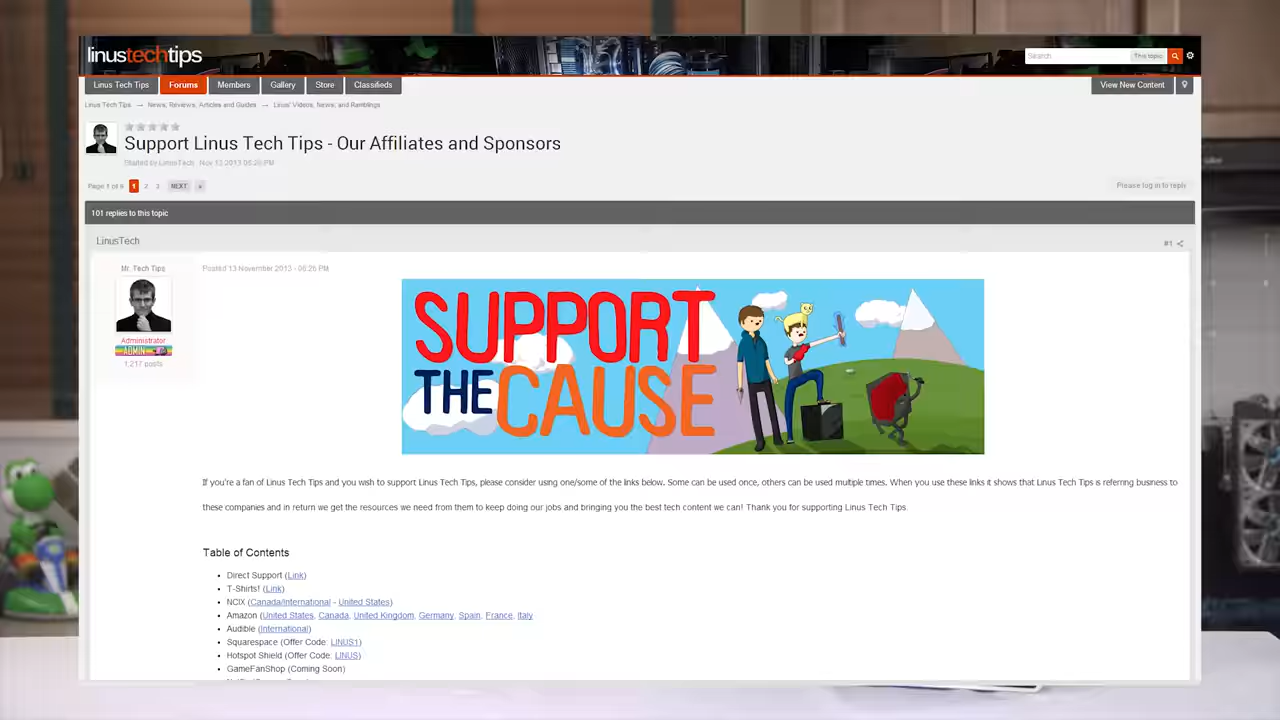 linustechtips
Search
This topic
Linus Tech Tips
Forums
Members
Gallery
Store
Classifieds
View New Content
Linus Tech Tips → News, Reviews, Articles and Guides → Linus' Videos, News, and Ramblings
Support Linus Tech Tips - Our Affiliates and Sponsors
Started by LinusTech, Nov 13 2013 06:26 PM
Page 1 of 6 1 2 3 NEXT »
Please log in to reply
101 replies to this topic
LinusTech
#1
Mr. Tech Tips
Posted 13 November 2013 - 06:26 PM
Administrator
ADMIN
1,217 posts
SUPPORT
THE CAUSE
If you're a fan of Linus Tech Tips and you wish to support Linus Tech Tips, please consider using one/some of the links below. Some can be used once, others can be used multiple times. When you use these links it shows that Linus Tech Tips is referring business to
these companies and in return we get the resources we need from them to keep doing our jobs and bringing you the best tech content we can! Thank you for supporting Linus Tech Tips.
Table of Contents
• Direct Support (Link)
• T-Shirts! (Link)
• NCIX (Canada/International - United States)
• Amazon (United States, Canada, United Kingdom, Germany, Spain, France, Italy
• Audible (International)
• Squarespace (Offer Code: LINUS1)
• Hotspot Shield (Offer Code: LINUS)
• GameFanShop (Coming Soon)